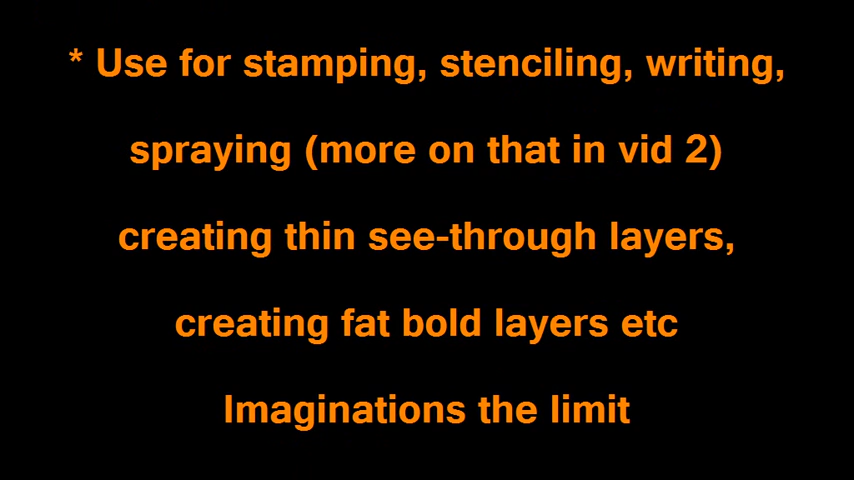 * Use for stamping, stenciling, writing,
spraying (more on that in vid 2)
creating thin see-through layers,
creating fat bold layers etc
Imaginations the limit